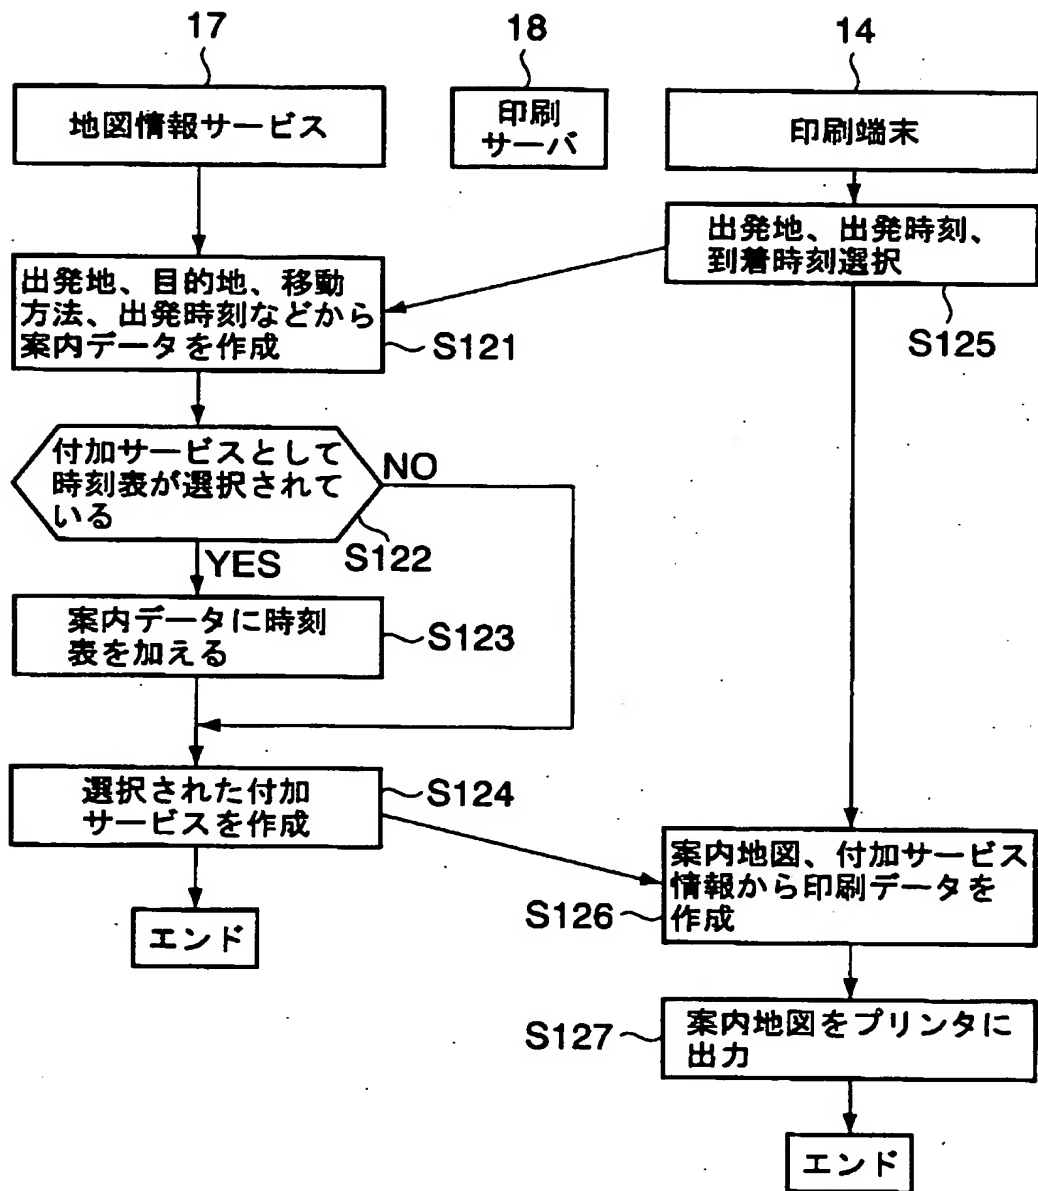 17
18
14
地図情報サービス
印刷
サーバ
印刷端末
出発地、出発時刻、
到着時刻選択
S125
出発地、目的地、移動
方法、出発時刻などから
案内データを作成
S121
付加サービスとして
時刻表が選択されて
いる
NO
S122
YES
案内データに時刻
表を加える
S123
選択された付加
サービスを作成
S124
案内地図、付加サービス
情報から印刷データを
作成
S126
エンド
案内地図をプリンタに
出力
S127
エンド